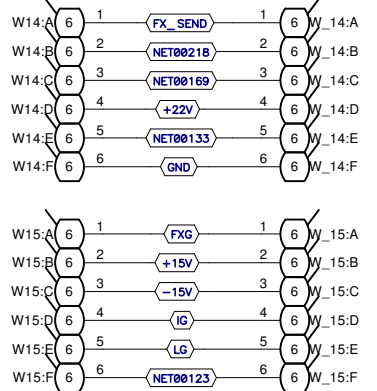 W14:A 6 1 FX_SEND 1 6 W_14:A
W14:B 6 2 NET00218 2 6 W_14:B
W14:C 6 3 NET00169 3 6 W_14:C
W14:D 6 4 +22V 4 6 W_14:D
W14:E 6 5 NET00133 5 6 W_14:E
W14:F 6 6 GND 6 6 W_14:F
W15:A 6 1 FXG 1 6 W_15:A
W15:B 6 2 +15V 2 6 W_15:B
W15:C 6 3 -15V 3 6 W_15:C
W15:D 6 4 IG 4 6 W_15:D
W15:E 6 5 LG 5 6 W_15:E
W15:F 6 6 NET00123 6 6 W_15:F